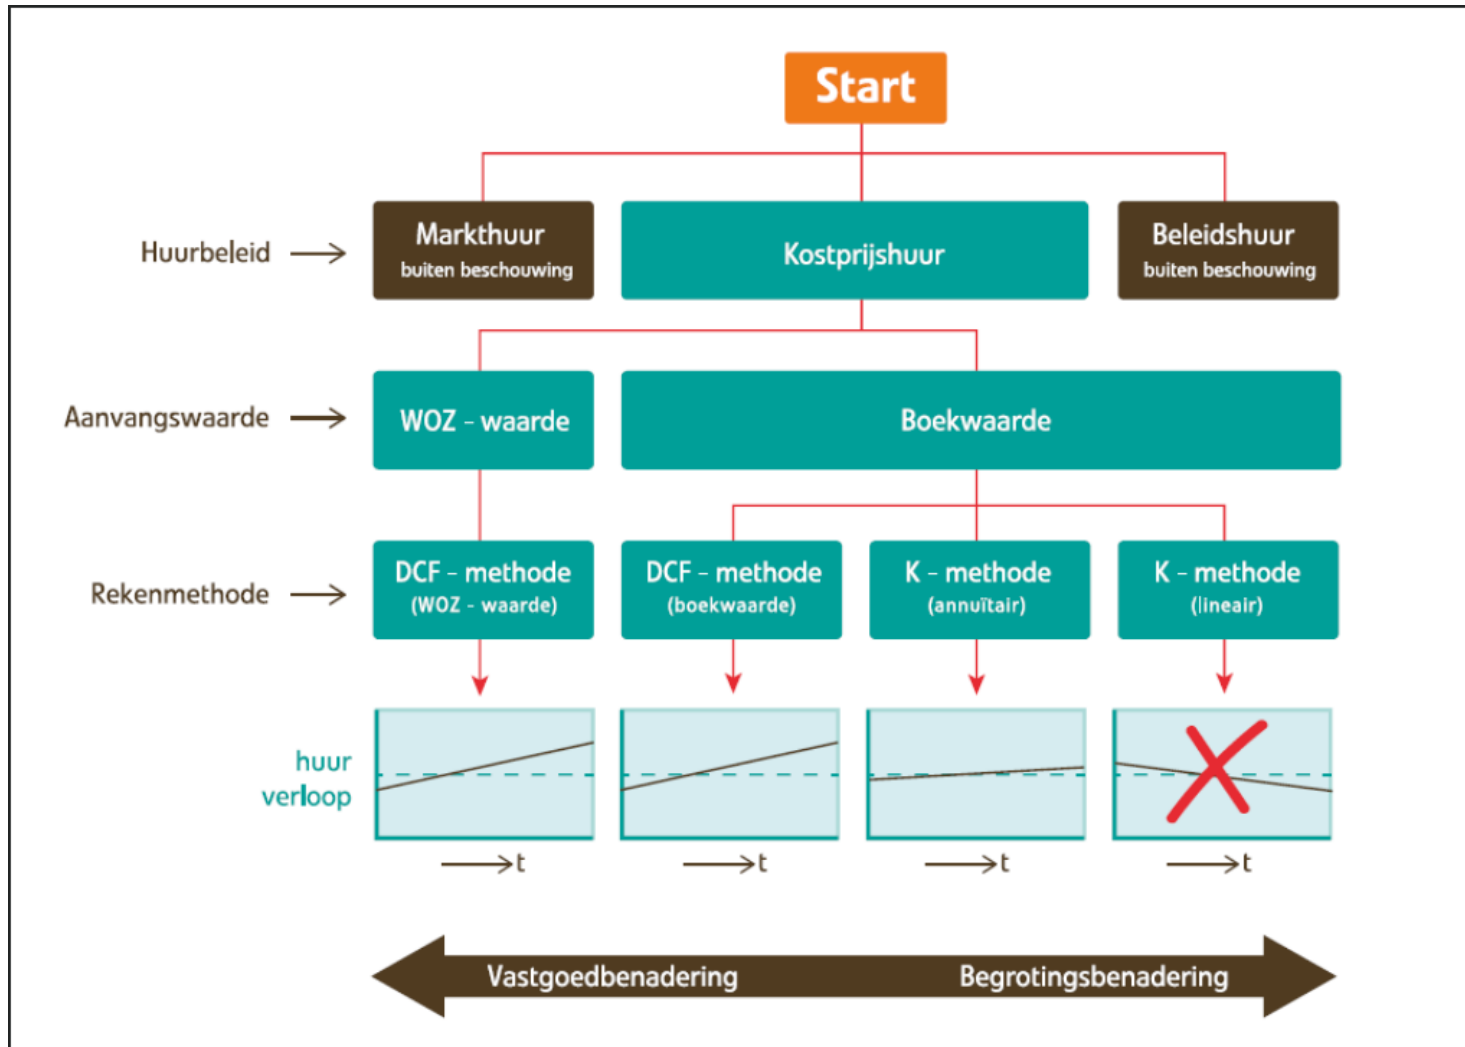 Start
Huurbeleid
Markthuur
buiten beschouwing
Kostprijshuur
Beleidshuur
buiten beschouwing
Aanvangswaarde
WOZ - waarde
Boekwaarde
Rekenmethode
DCF - methode
(WOZ - waarde)
DCF - methode
(boekwaarde)
K - methode
(annuïtair)
K - methode
(lineair)
huur
verloop
t
t
t
t
Vastgoedbenadering
Begrotingsbenadering